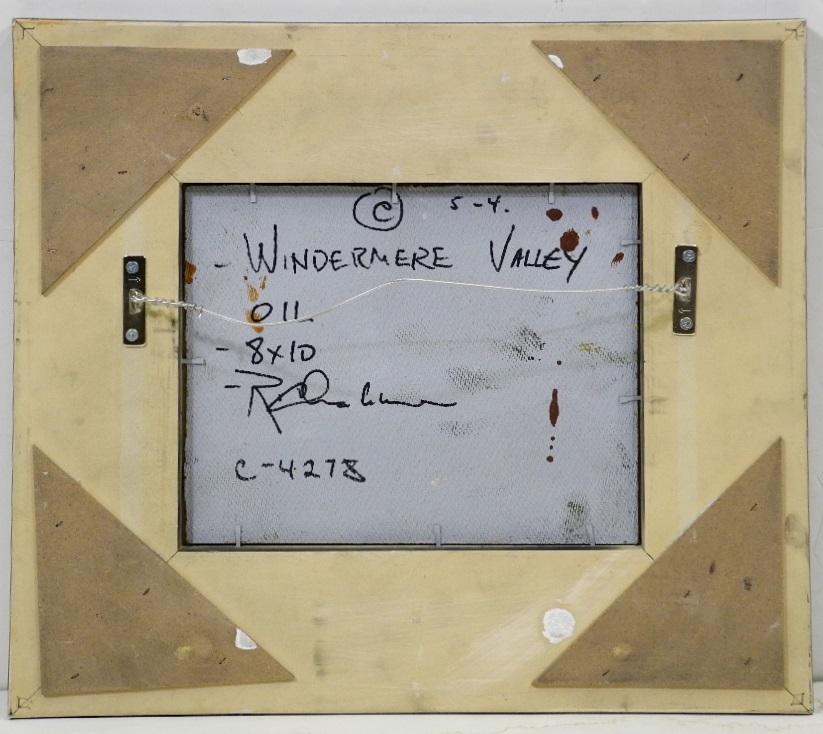 © 5-4.
- WINDERMERE VALLEY
OIL
- 8x10
C-4278